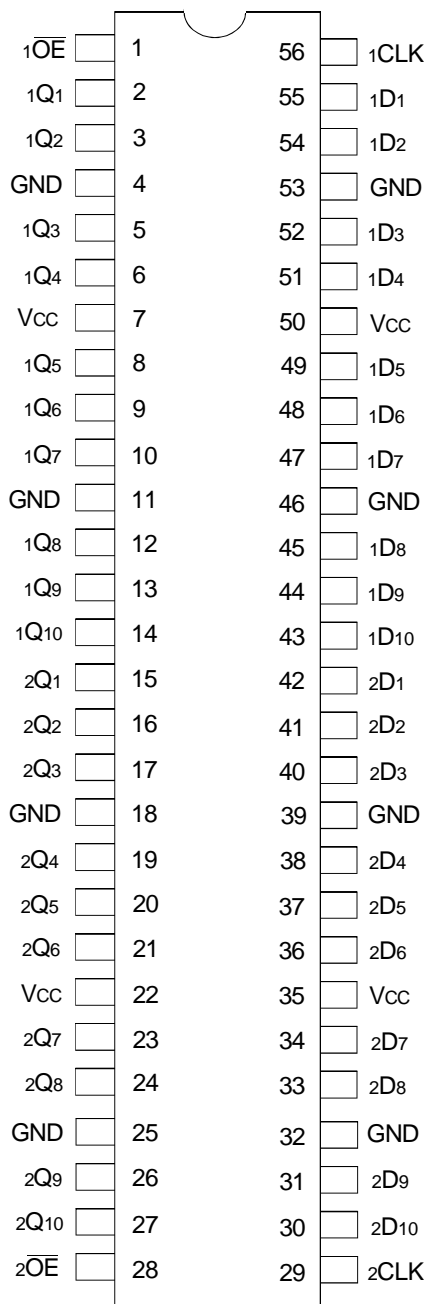 1OE 1 56 1CLK
1Q1 2 55 1D1
1Q2 3 54 1D2
GND 4 53 GND
1Q3 5 52 1D3
1Q4 6 51 1D4
VCC 7 50 VCC
1Q5 8 49 1D5
1Q6 9 48 1D6
1Q7 10 47 1D7
GND 11 46 GND
1Q8 12 45 1D8
1Q9 13 44 1D9
1Q10 14 43 1D10
2Q1 15 42 2D1
2Q2 16 41 2D2
2Q3 17 40 2D3
GND 18 39 GND
2Q4 19 38 2D4
2Q5 20 37 2D5
2Q6 21 36 2D6
VCC 22 35 VCC
2Q7 23 34 2D7
2Q8 24 33 2D8
GND 25 32 GND
2Q9 26 31 2D9
2Q10 27 30 2D10
2OE 28 29 2CLK